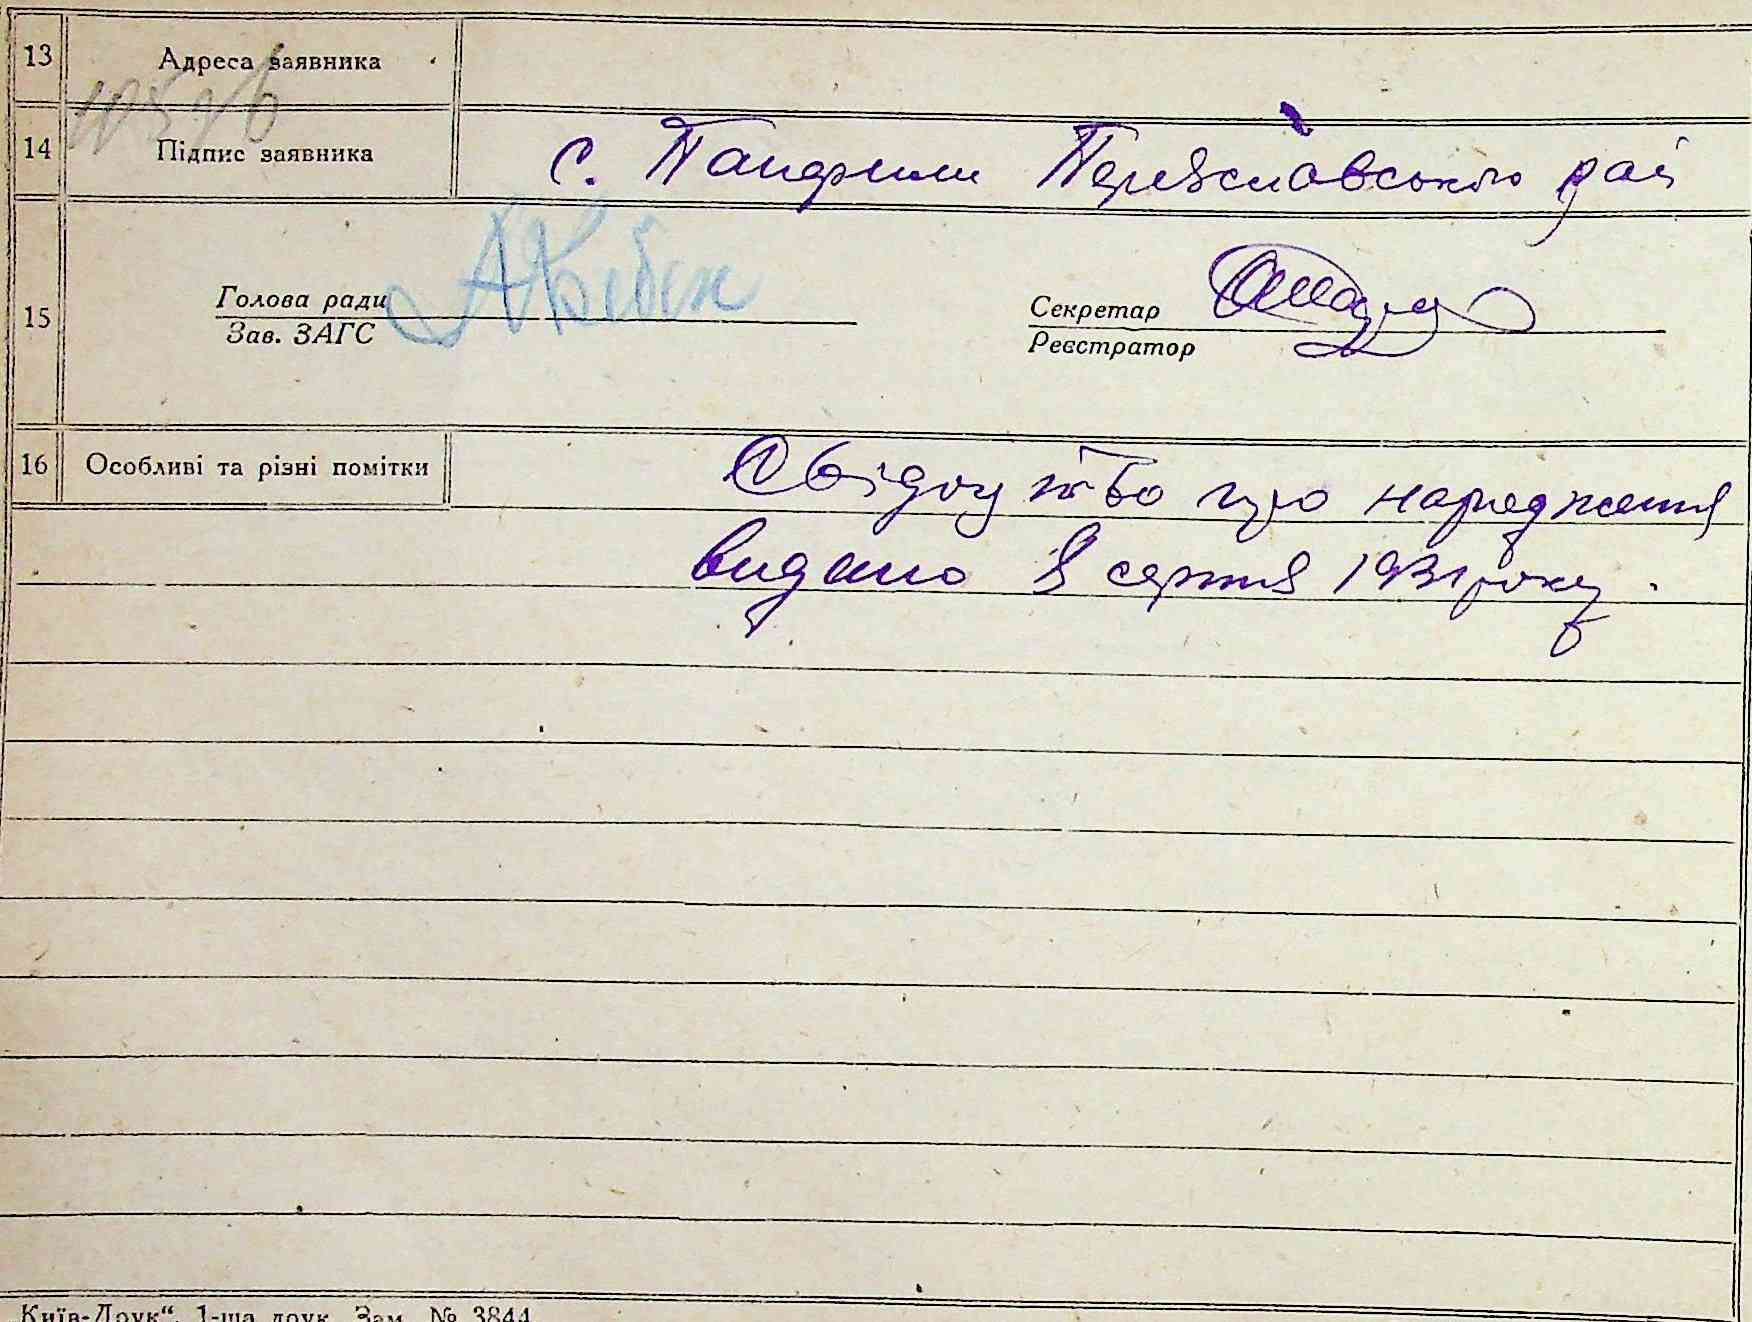 13 Адреса заявника
14 Підпис заявника с. Панфили Переяславського рай
15 Голова ради
Зав. ЗАГС
Секретар
Реєстратор
16 Особливі та різні помітки Свідоцтво про народження
видано 8 серпня 1931 року.
„Київ-Друк“. 1-ша друк. Зам. № 3844